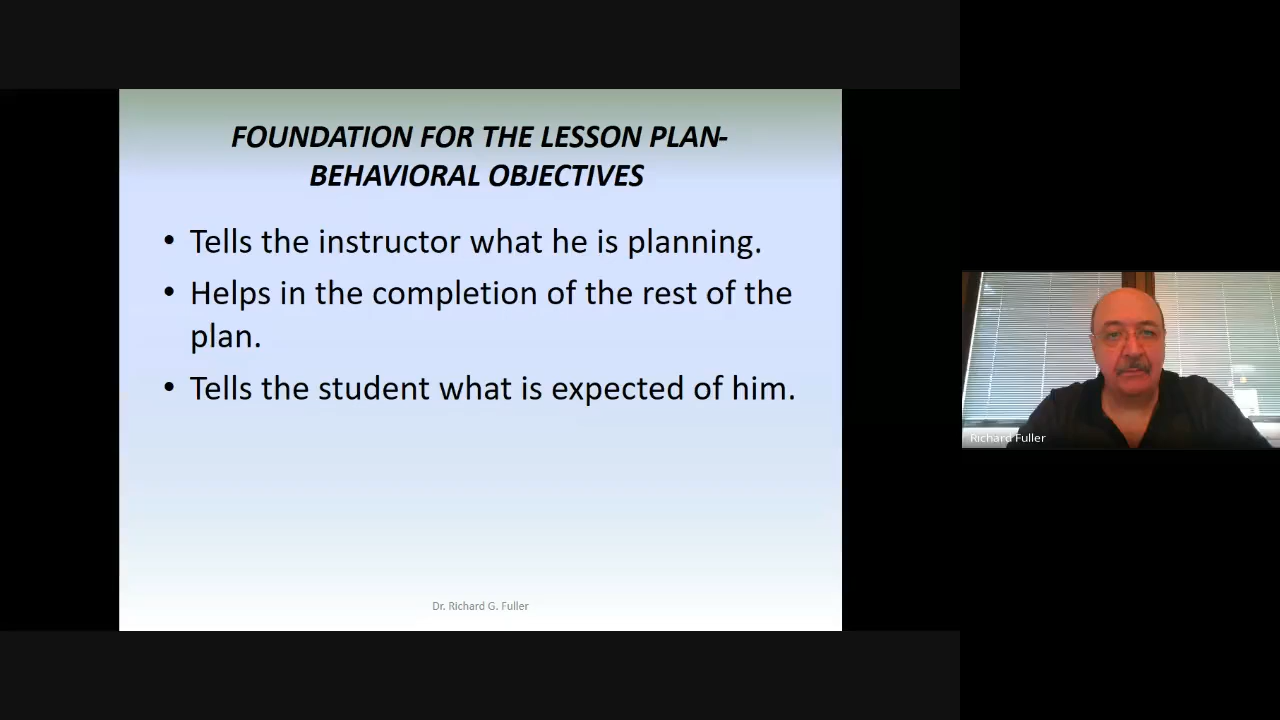 FOUNDATION FOR THE LESSON PLAN-
BEHAVIORAL OBJECTIVES
• Tells the instructor what he is planning.
• Helps in the completion of the rest of the
plan.
• Tells the student what is expected of him.
Dr. Richard G. Fuller
Richard Fuller